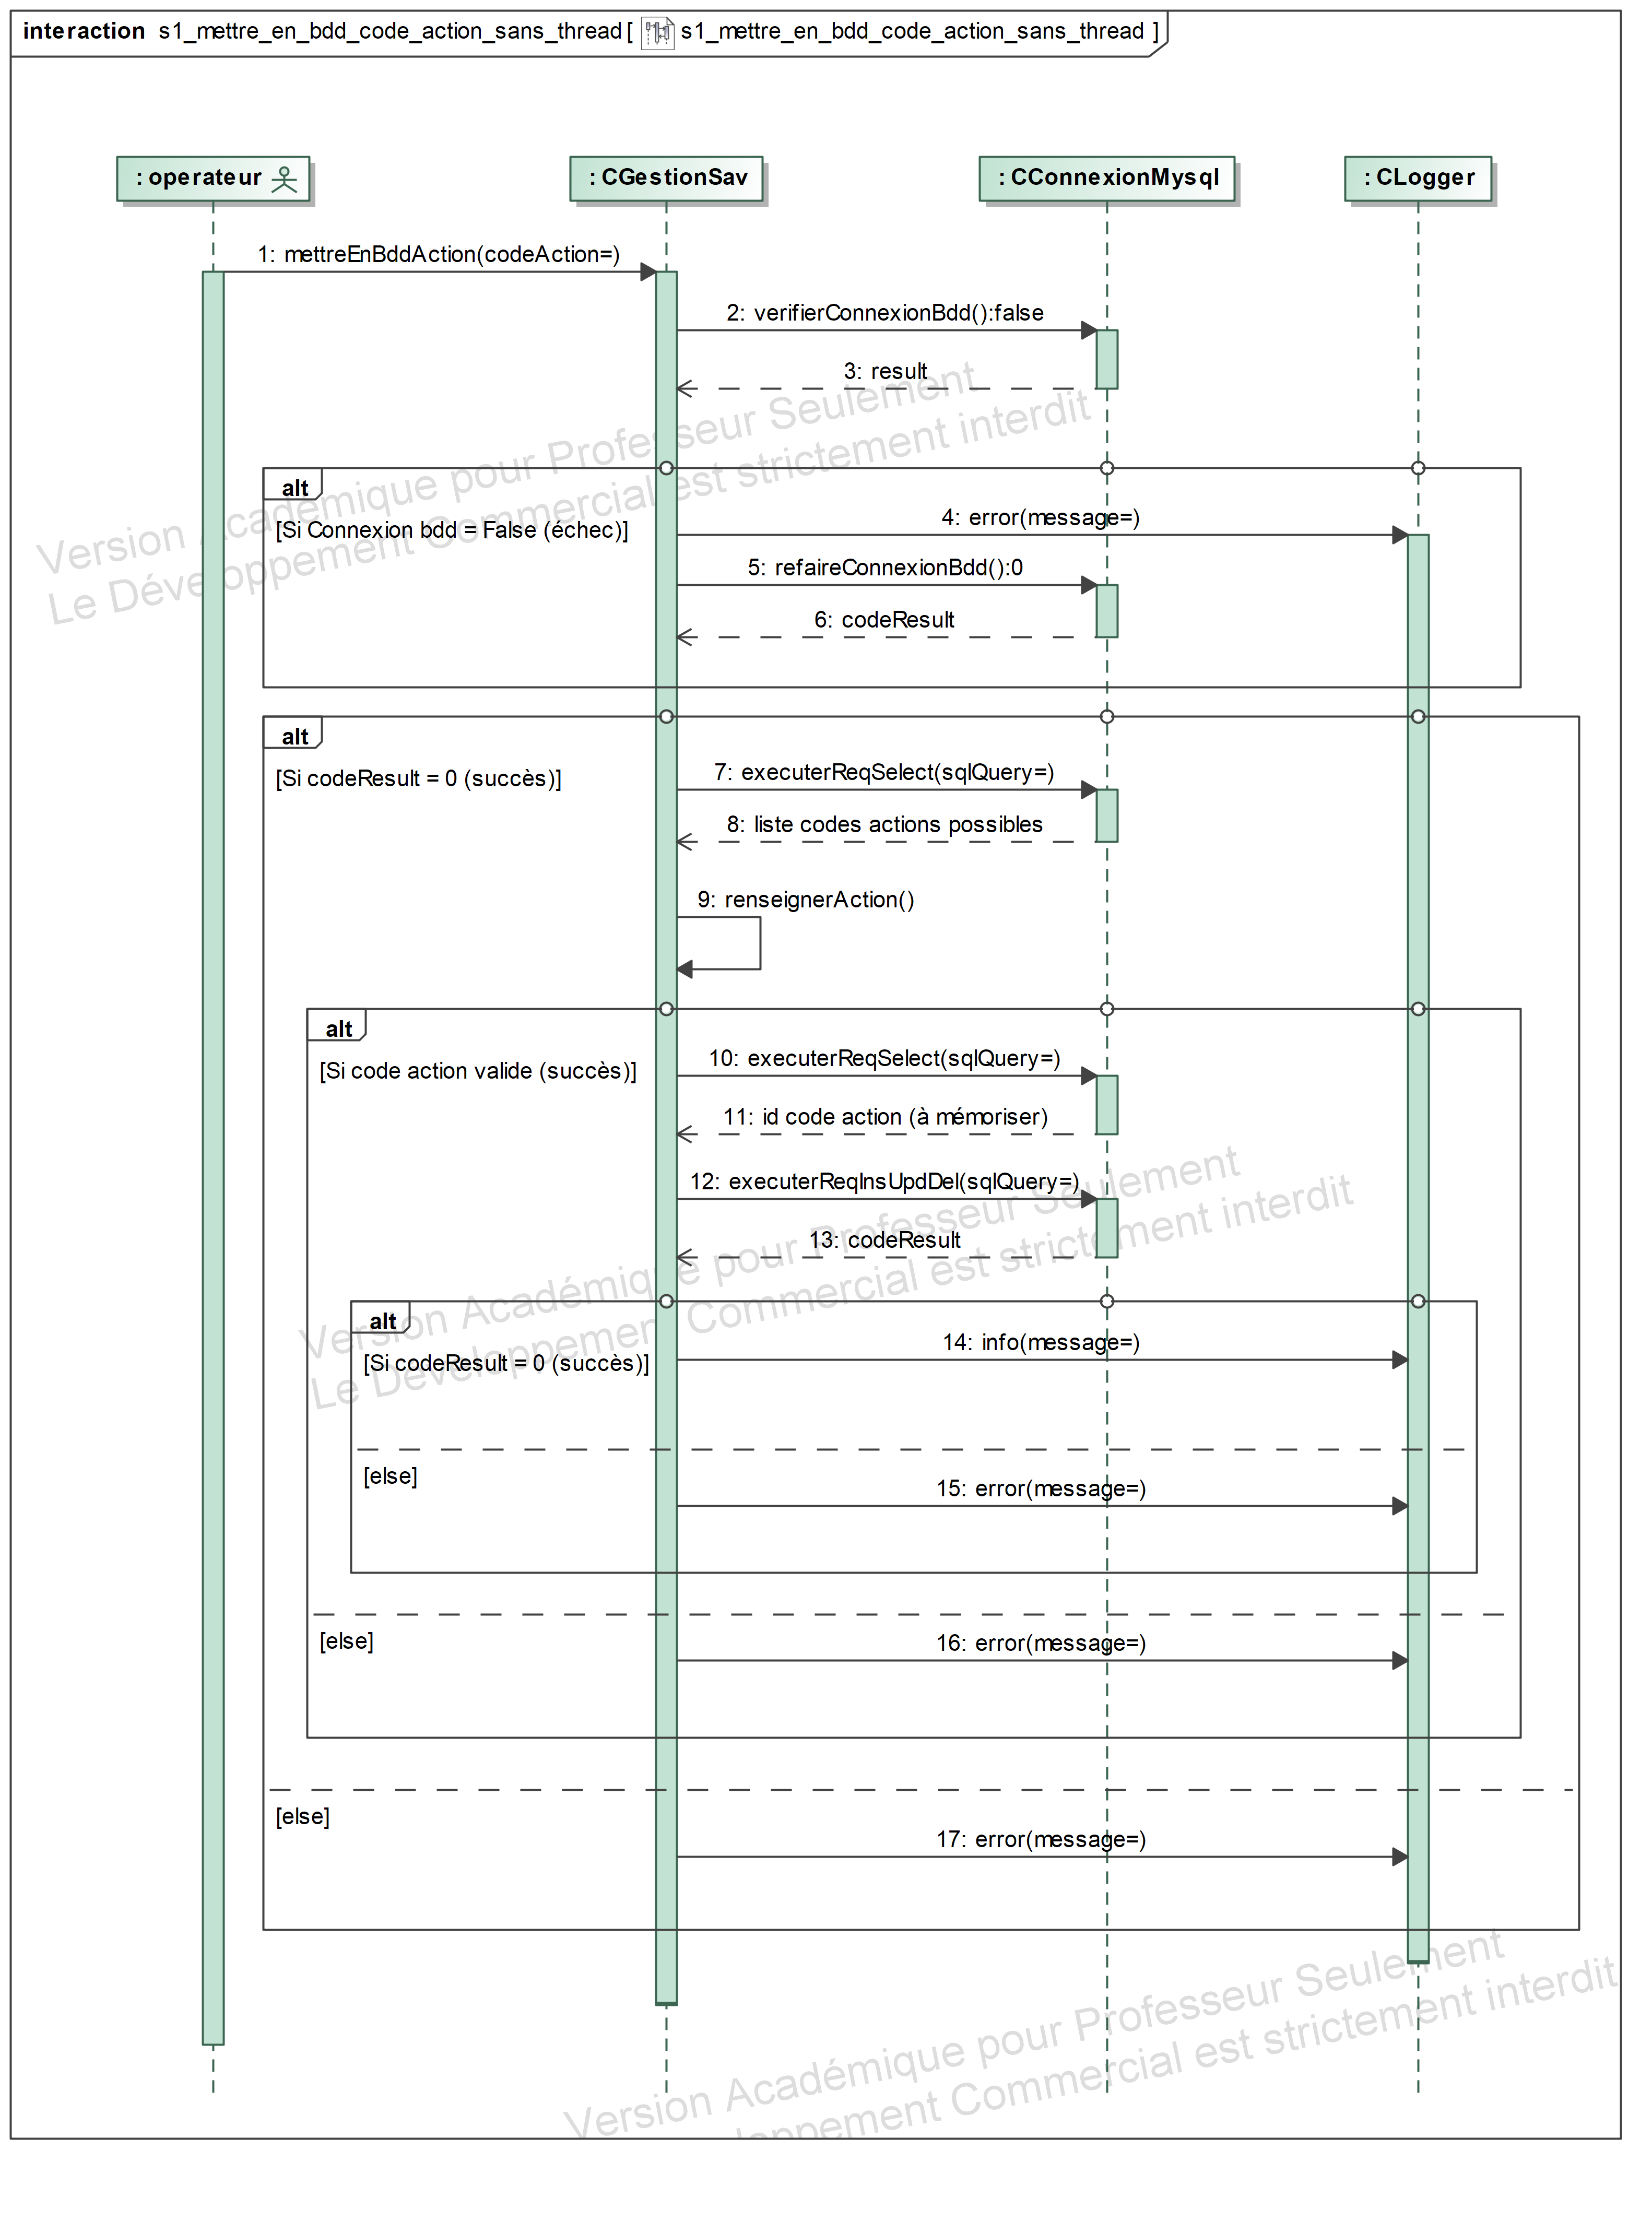 interaction s1_mettre_en_bdd_code_action_sans_thread [ s1_mettre_en_bdd_code_action_sans_thread ]
: operateur
: CGestionSav
: CConnexionMysql
: CLogger
1: mettreEnBddAction(codeAction=)
2: verifierConnexionBdd():false
3: result
Version Académique pour Professeur Seulement
Le Développement Commercial est strictement interdit
alt
[Si Connexion bdd = False (échec)]
4: error(message=)
5: refaireConnexionBdd():0
6: codeResult
alt
[Si codeResult = 0 (succès)]
7: executerReqSelect(sqlQuery=)
8: liste codes actions possibles
9: renseignerAction()
alt
[Si code action valide (succès)]
10: executerReqSelect(sqlQuery=)
11: id code action (à mémoriser)
12: executerReqInsUpdDel(sqlQuery=)
13: codeResult
Version Académique pour Professeur Seulement
Le Développement Commercial est strictement interdit
alt
[Si codeResult = 0 (succès)]
14: info(message=)
[else]
15: error(message=)
[else]
16: error(message=)
[else]
17: error(message=)
Version Académique pour Professeur Seulement
loppement Commercial est strictement interdit